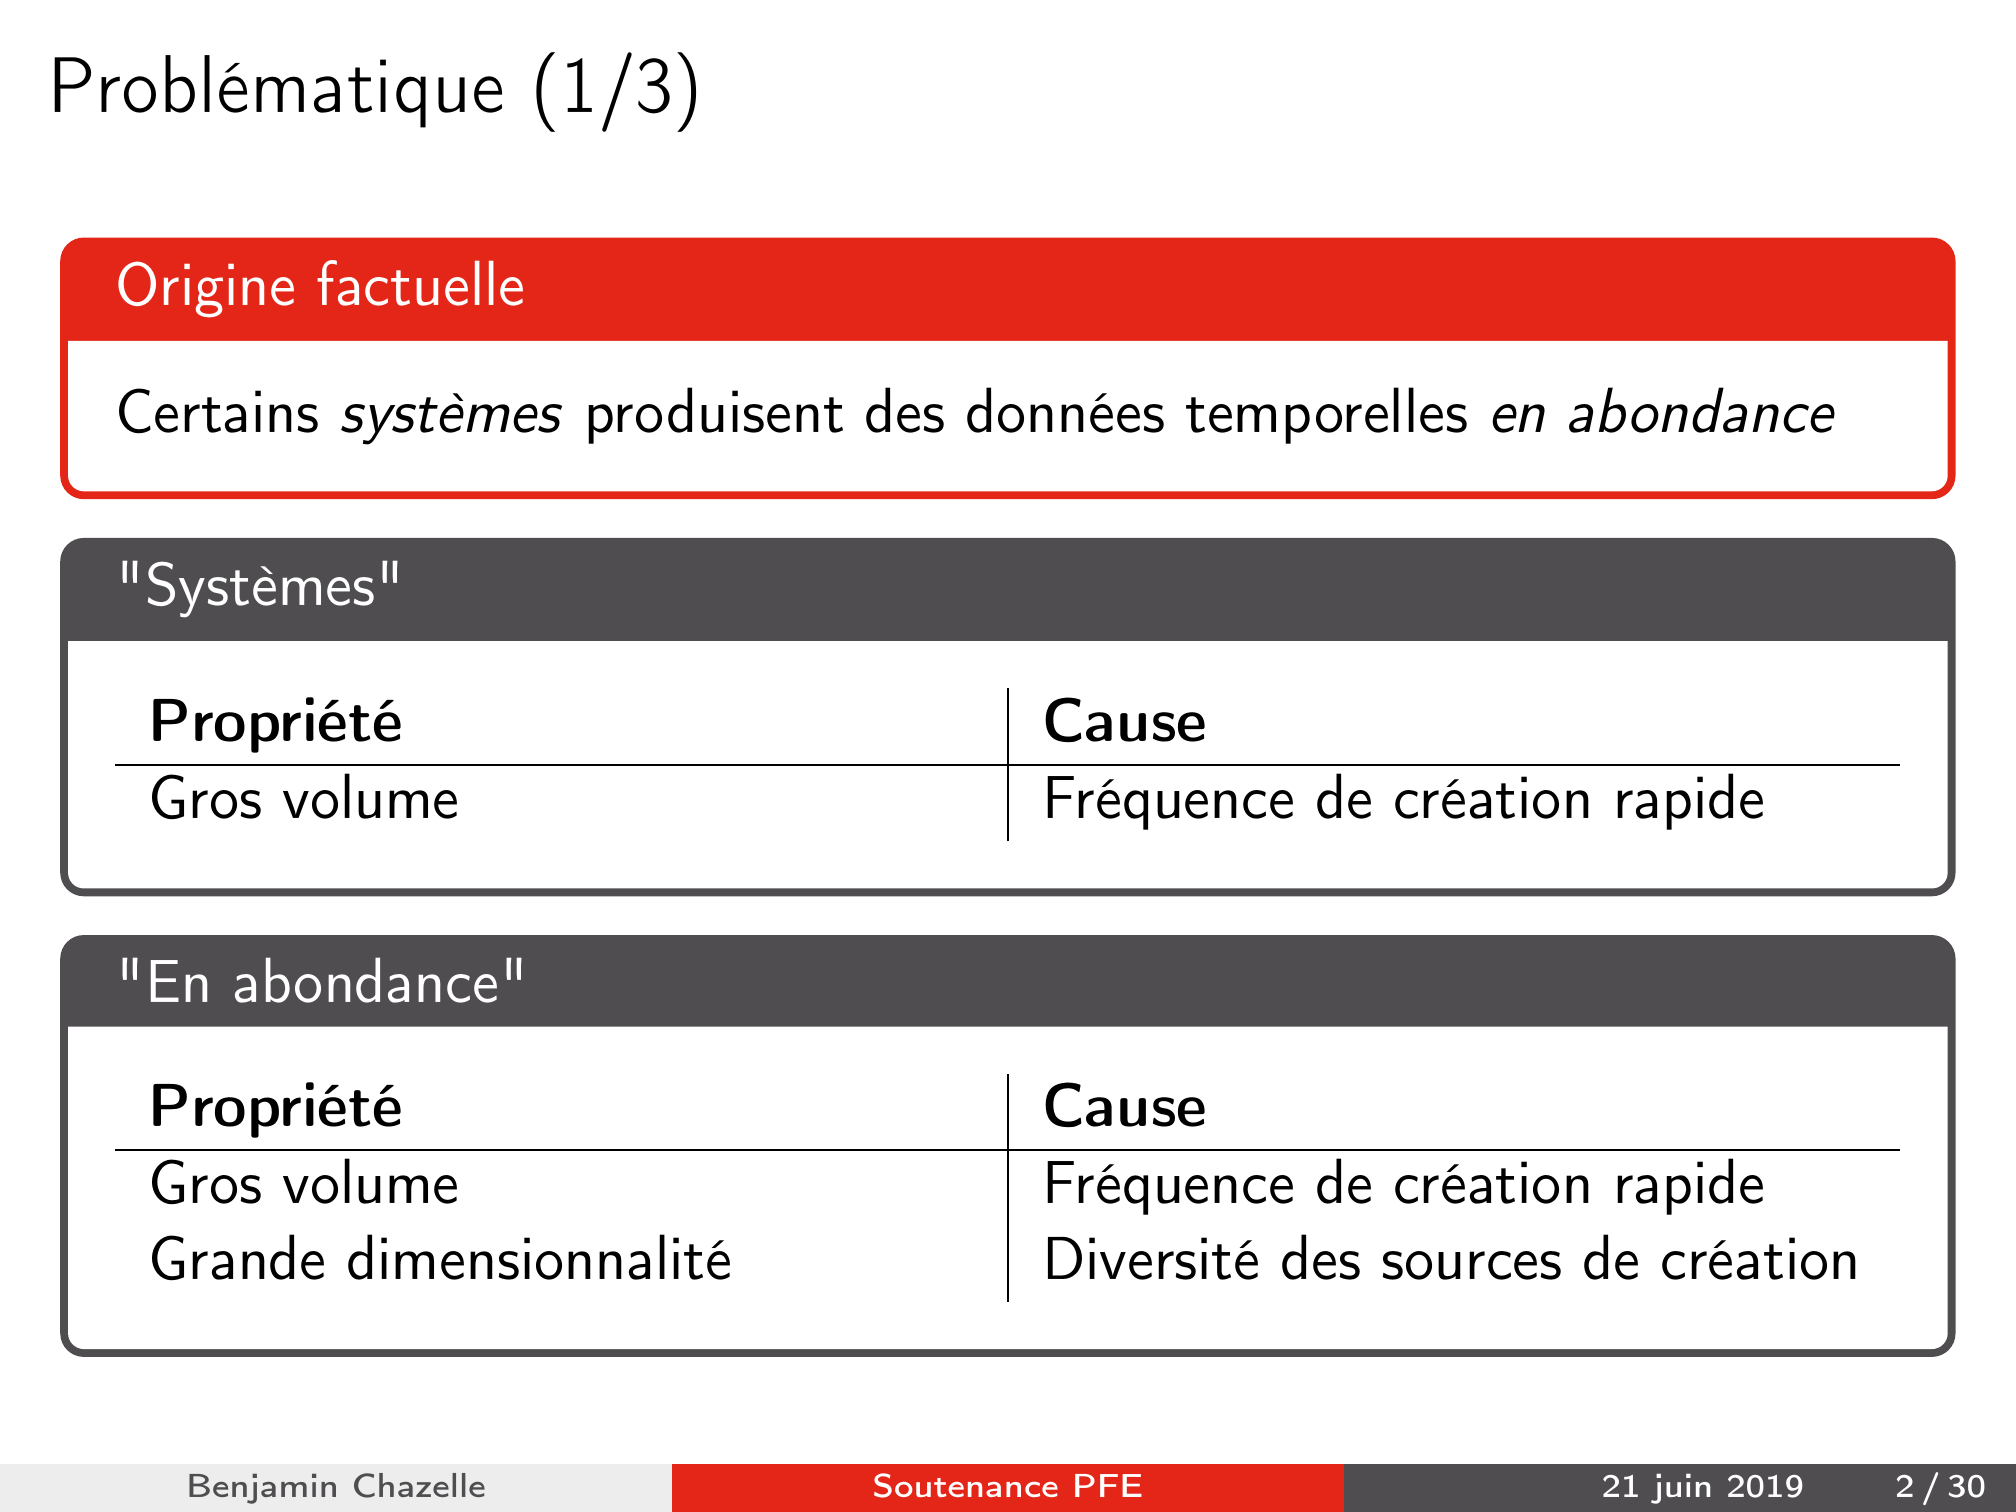 Problématique (1/3)
Origine factuelle
Certains systèmes produisent des données temporelles en abondance
"Systèmes"
Propriété Cause
Gros volume Fréquence de création rapide
"En abondance"
Propriété Cause
Gros volume Fréquence de création rapide
Grande dimensionnalité Diversité des sources de création
Benjamin Chazelle Soutenance PFE 21 juin 2019 2 / 30